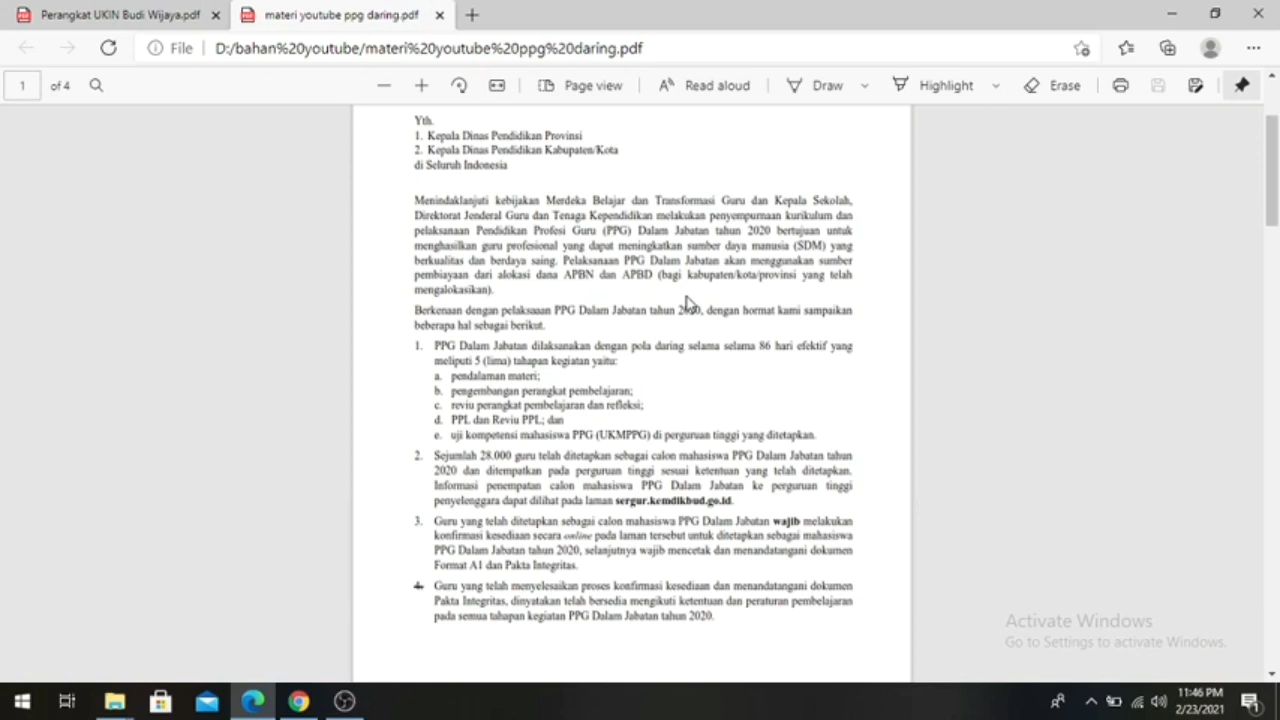 Perangkat UKIN Budi Wijaya.pdf
materi youtube ppg daring.pdf
File
D:/bahan%20youtube/materi%20youtube%20ppg%20daring.pdf
1 of 4
Page view
Read aloud
Draw
Highlight
Erase
Yth.
1. Kepala Dinas Pendidikan Provinsi
2. Kepala Dinas Pendidikan Kabupaten/Kota
di Seluruh Indonesia
Menindaklanjuti kebijakan Merdeka Belajar dan Transformasi Guru dan Kepala Sekolah,
Direktorat Jenderal Guru dan Tenaga Kependidikan melakukan penyempurnaan kurikulum dan
pelaksanaan Pendidikan Profesi Guru (PPG) Dalam Jabatan tahun 2020 bertujuan untuk
menghasilkan guru profesional yang dapat meningkatkan sumber daya manusia (SDM) yang
berkualitas dan berdaya saing. Pelaksanaan PPG Dalam Jabatan akan menggunakan sumber
pembiayaan dari alokasi dana APBN dan APBD (bagi kabupaten/kota/provinsi yang telah
mengalokasikan).
Berkenaan dengan pelaksaaan PPG Dalam Jabatan tahun 2020, dengan hormat kami sampaikan
beberapa hal sebagai berikut.
1. PPG Dalam Jabatan dilaksanakan dengan pola daring selama selama 86 hari efektif yang
meliputi 5 (lima) tahapan kegiatan yaitu:
a. pendalaman materi;
b. pengembangan perangkat pembelajaran;
c. reviu perangkat pembelajaran dan refleksi;
d. PPL dan Reviu PPL; dan
e. uji kompetensi mahasiswa PPG (UKMPPG) di perguruan tinggi yang ditetapkan.
2. Sejumlah 28.000 guru telah ditetapkan sebagai calon mahasiswa PPG Dalam Jabatan tahun
2020 dan ditempatkan pada perguruan tinggi sesuai ketentuan yang telah ditetapkan.
Informasi penempatan calon mahasiswa PPG Dalam Jabatan ke perguruan tinggi
penyelenggara dapat dilihat pada laman sergur.kemdikbud.go.id.
3. Guru yang telah ditetapkan sebagai calon mahasiswa PPG Dalam Jabatan wajib melakukan
konfirmasi kesediaan secara online pada laman tersebut untuk ditetapkan sebagai mahasiswa
PPG Dalam Jabatan tahun 2020, selanjutnya wajib mencetak dan menandatangani dokumen
Format A1 dan Pakta Integritas.
4. Guru yang telah menyelesaikan proses konfirmasi kesediaan dan menandatangani dokumen
Pakta Integritas, dinyatakan telah bersedia mengikuti ketentuan dan peraturan pembelajaran
pada semua tahapan kegiatan PPG Dalam Jabatan tahun 2020.
Activate Windows
Go to Settings to activate Windows.
11:46 PM
2/23/2021
1